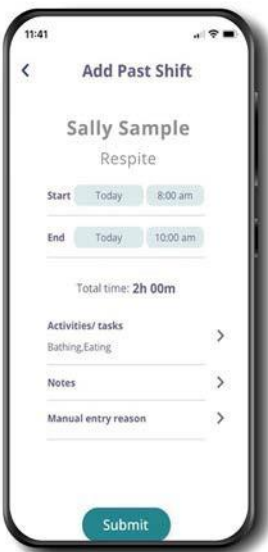 11:41
Add Past Shift
Sally Sample
Respite
Start Today 8:00 am
End Today 10:00 am
Total time: 2h 00m
Activities/ tasks
Bathing,Eating
Notes
Manual entry reason
Submit